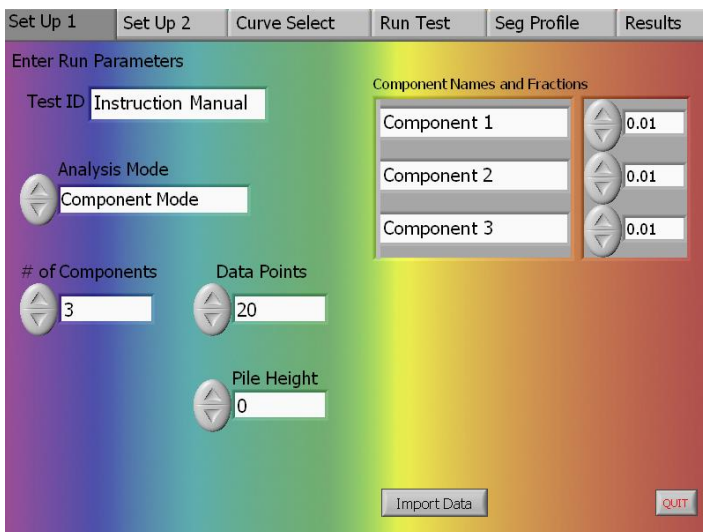 Set Up 1
Set Up 2
Curve Select
Run Test
Seg Profile
Results
Enter Run Parameters
Test ID Instruction Manual
Analysis Mode
Component Mode
# of Components
3
Data Points
20
Pile Height
0
Component Names and Fractions
Component 1
0.01
Component 2
0.01
Component 3
0.01
Import Data
QUIT